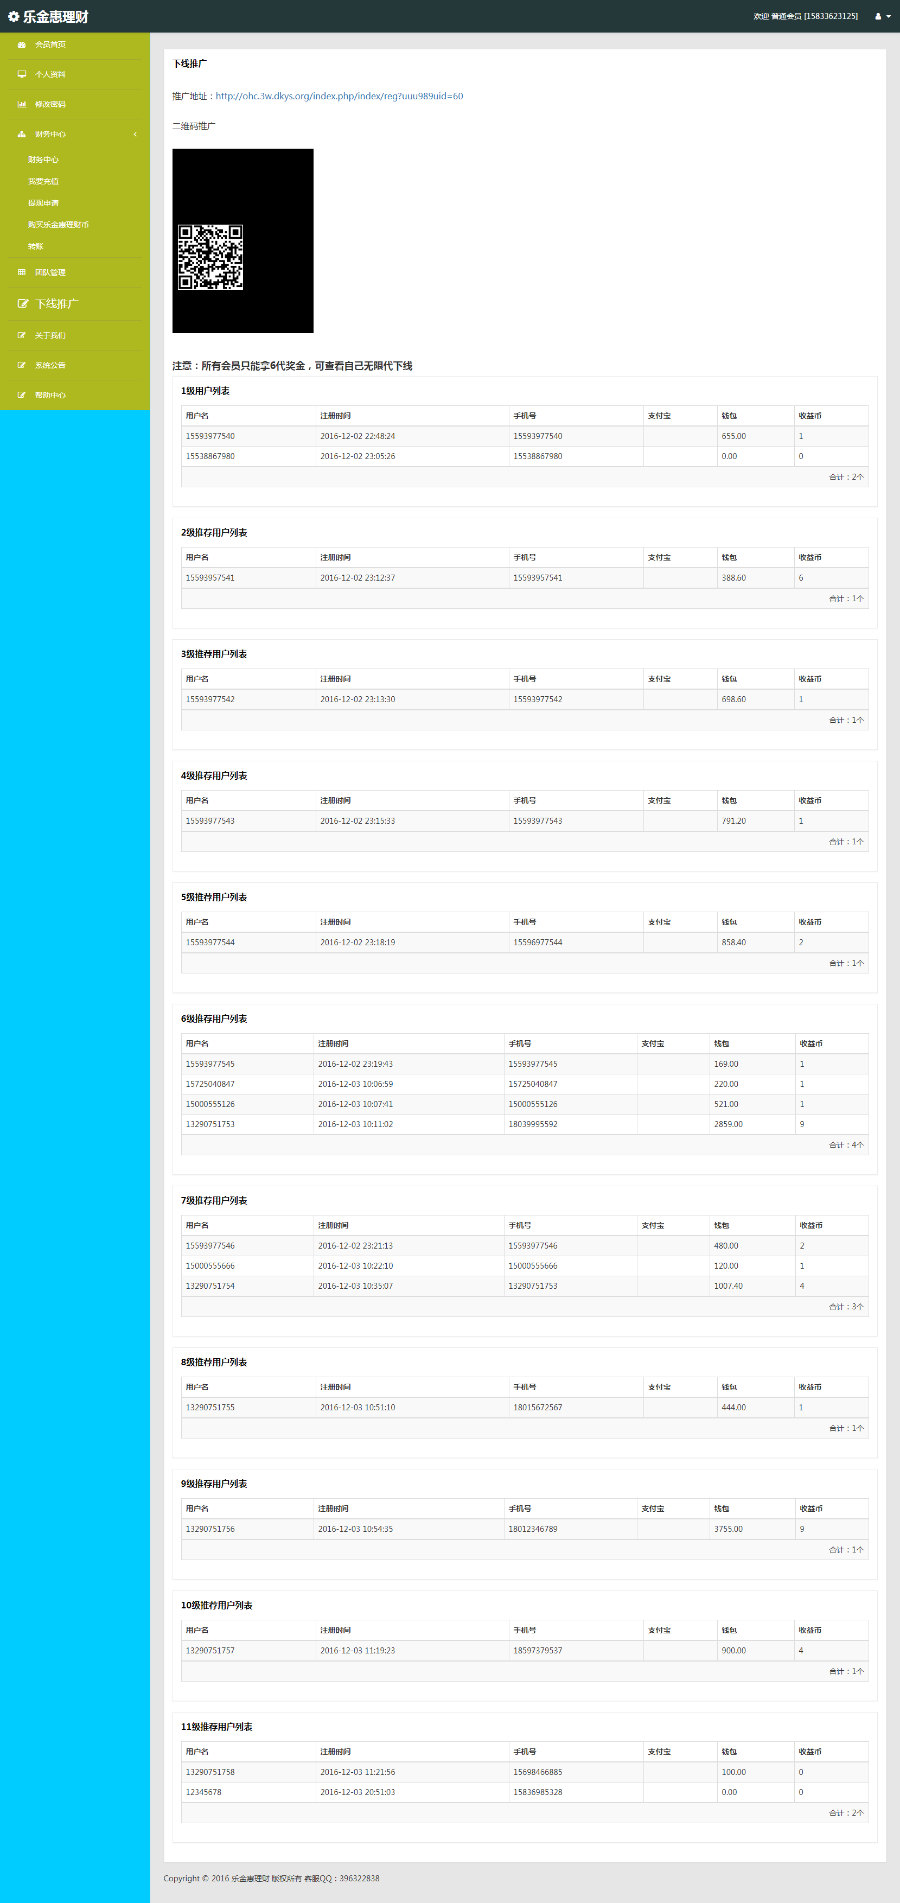 乐金惠理财
欢迎 普通会员 [15833623125]
会员首页
个人资料
修改密码
财务中心
财务中心
我要充值
提现申请
购买乐金惠理财币
转账
团队管理
下线推广
关于我们
系统公告
帮助中心
下线推广
推广地址：http://ohc.3w.dkys.org/index.php/index/reg?uuu989uid=60
二维码推广
注意：所有会员只能拿6代奖金，可查看自己无限代下线
1级用户列表
用户名 注册时间 手机号 支付宝 钱包 收益币
15593977540 2016-12-02 22:48:24 15593977540 655.00 1
15538867980 2016-12-02 23:05:26 15538867980 0.00 0
合计：2个
2级推荐用户列表
用户名 注册时间 手机号 支付宝 钱包 收益币
15593957541 2016-12-02 23:12:37 15593957541 388.60 6
合计：1个
3级推荐用户列表
用户名 注册时间 手机号 支付宝 钱包 收益币
15593977542 2016-12-02 23:13:30 15593977542 698.60 1
合计：1个
4级推荐用户列表
用户名 注册时间 手机号 支付宝 钱包 收益币
15593977543 2016-12-02 23:15:33 15593977543 791.20 1
合计：1个
5级推荐用户列表
用户名 注册时间 手机号 支付宝 钱包 收益币
15593977544 2016-12-02 23:18:19 15596977544 858.40 2
合计：1个
6级推荐用户列表
用户名 注册时间 手机号 支付宝 钱包 收益币
15593977545 2016-12-02 23:19:43 15593977545 169.00 1
15725040847 2016-12-03 10:06:59 15725040847 220.00 1
15000555126 2016-12-03 10:07:41 15000555126 521.00 1
13290751753 2016-12-03 10:11:02 18039995592 2859.00 9
合计：4个
7级推荐用户列表
用户名 注册时间 手机号 支付宝 钱包 收益币
15593977546 2016-12-02 23:21:13 15593977546 480.00 2
15000555666 2016-12-03 10:22:10 15000555666 120.00 1
13290751754 2016-12-03 10:35:07 13290751753 1007.40 4
合计：3个
8级推荐用户列表
用户名 注册时间 手机号 支付宝 钱包 收益币
13290751755 2016-12-03 10:51:10 18015672567 444.00 1
合计：1个
9级推荐用户列表
用户名 注册时间 手机号 支付宝 钱包 收益币
13290751756 2016-12-03 10:54:35 18012346789 3755.00 9
合计：1个
10级推荐用户列表
用户名 注册时间 手机号 支付宝 钱包 收益币
13290751757 2016-12-03 11:19:23 18597379537 900.00 4
合计：1个
11级推荐用户列表
用户名 注册时间 手机号 支付宝 钱包 收益币
13290751758 2016-12-03 11:21:56 15698466885 100.00 0
12345678 2016-12-03 20:51:03 15836985328 0.00 0
合计：2个
Copyright © 2016 乐金惠理财 版权所有 客服QQ：396322838